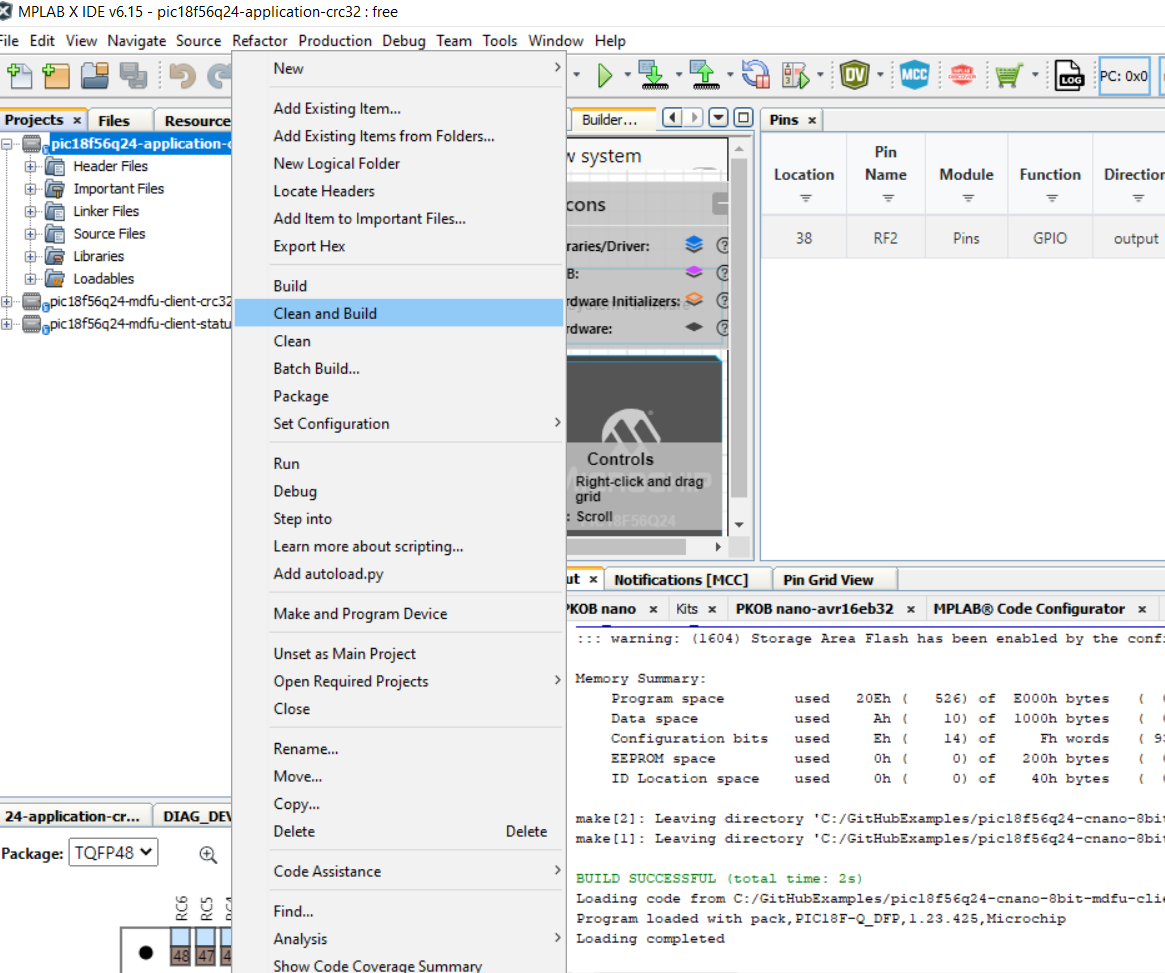 MPLAB X IDE v6.15 - pic18f56q24-application-crc32 : free
File Edit View Navigate Source Refactor Production Debug Team Tools Window Help
DV MCC LOG PC: 0x0
Projects × Files Resource
pic18f56q24-application-c
Header Files
Important Files
Linker Files
Source Files
Libraries
Loadables
pic18f56q24-mdfu-client-crc32
pic18f56q24-mdfu-client-statu
New
Add Existing Item...
Add Existing Items from Folders...
New Logical Folder
Locate Headers
Add Item to Important Files...
Export Hex
Build
Clean and Build
Clean
Batch Build...
Package
Set Configuration
Run
Debug
Step into
Learn more about scripting...
Add autoload.py
Make and Program Device
Unset as Main Project
Open Required Projects
Close
Rename...
Move...
Copy...
Delete Delete
Code Assistance
Find...
Analysis
Show Code Coverage Summary
Builder...
w system
cons
raries/Driver:
B:
rdware Initializers:
rdware:
Controls
Right-click and drag
grid
: Scroll
PIC18F56Q24
Pins ×
Location Pin Name Module Function Direction
38 RF2 Pins GPIO output
ut × Notifications [MCC] Pin Grid View
PKOB nano × Kits × PKOB nano-avr16eb32 × MPLAB® Code Configurator ×
::: warning: (1604) Storage Area Flash has been enabled by the confi
Memory Summary:
Program space used 20Eh ( 526) of E000h bytes (
Data space used Ah ( 10) of 1000h bytes (
Configuration bits used Eh ( 14) of Fh words ( 93
EEPROM space used 0h ( 0) of 200h bytes (
ID Location space used 0h ( 0) of 40h bytes (
make[2]: Leaving directory 'C:/GitHubExamples/pic18f56q24-cnano-8bit
make[1]: Leaving directory 'C:/GitHubExamples/pic18f56q24-cnano-8bit
BUILD SUCCESSFUL (total time: 2s)
Loading code from C:/GitHubExamples/pic18f56q24-cnano-8bit-mdfu-clie
Program loaded with pack,PIC18F-Q_DFP,1.23.425,Microchip
Loading completed
24-application-cr... DIAG_DEV
Package: TQFP48
RC6 RC5 RC4
48 47 4